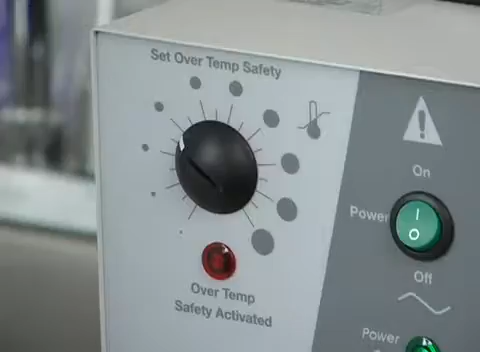 Set Over Temp Safety
On
Power
I
O
Off
Over Temp
Safety Activated
Power